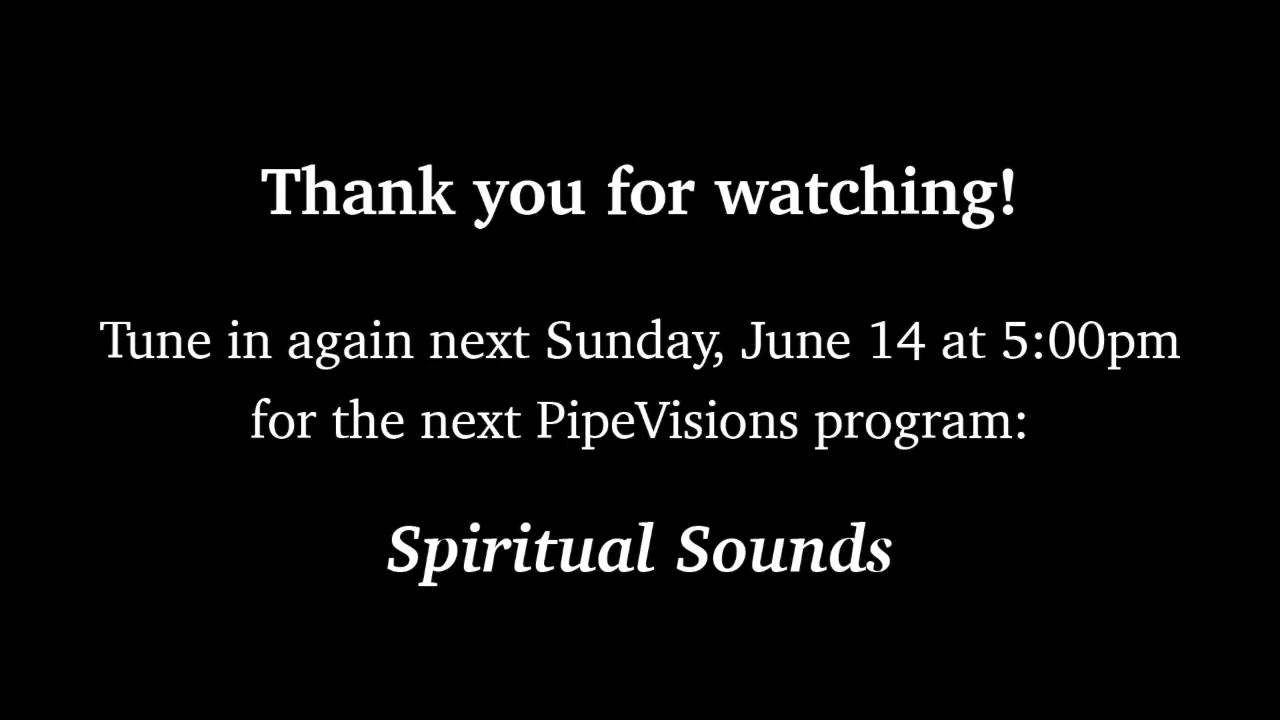 Thank you for watching!
Tune in again next Sunday, June 14 at 5:00pm
for the next PipeVisions program:
Spiritual Sounds